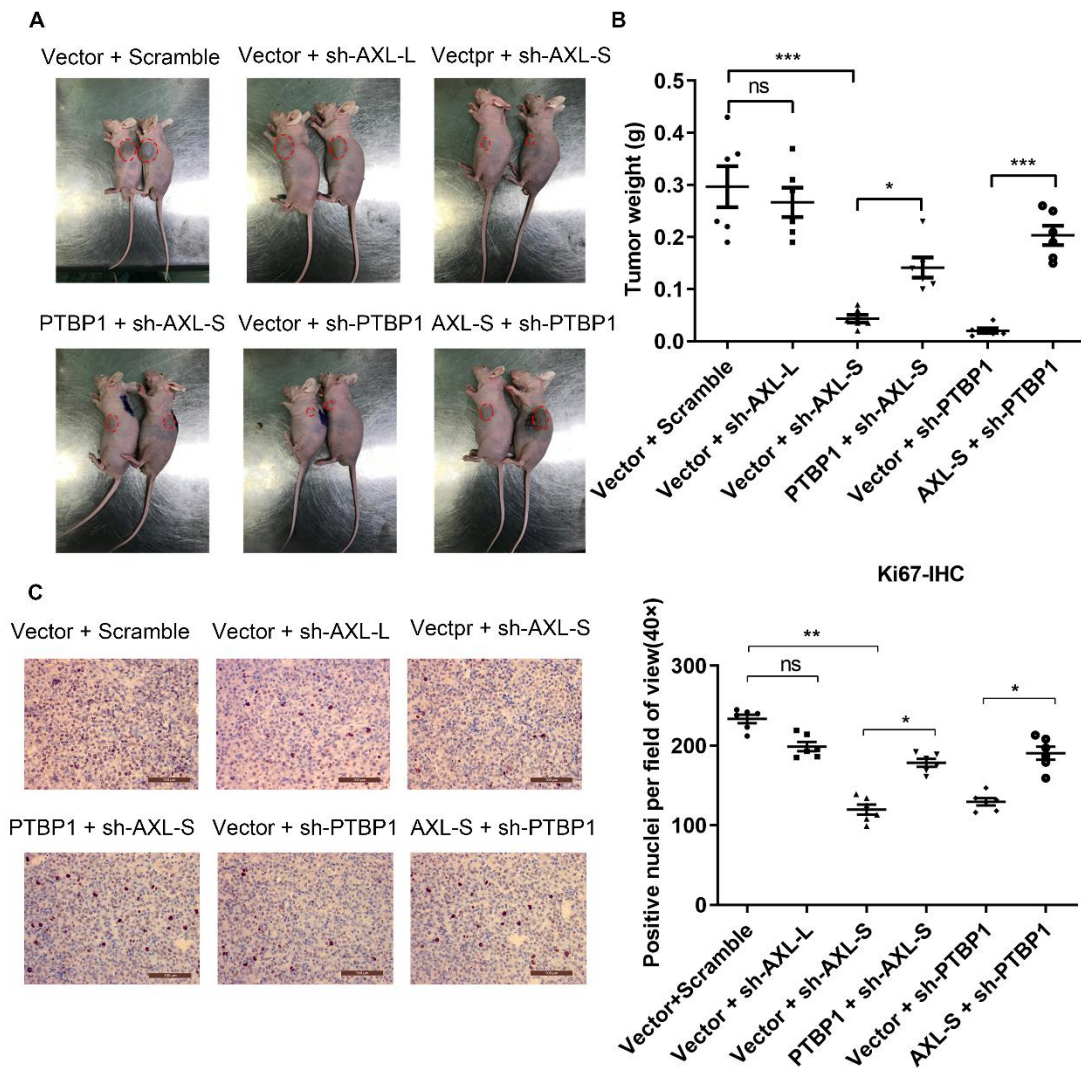 A
Vector + Scramble
Vector + sh-AXL-L
Vectpr + sh-AXL-S
PTBP1 + sh-AXL-S
Vector + sh-PTBP1
AXL-S + sh-PTBP1
B
Tumor weight (g)
0.5
0.4
0.3
0.2
0.1
0.0
***
ns
*
***
Vector + Scramble
Vector + sh-AXL-L
Vector + sh-AXL-S
PTBP1 + sh-AXL-S
Vector + sh-PTBP1
AXL-S + sh-PTBP1
C
Vector + Scramble
Vector + sh-AXL-L
Vectpr + sh-AXL-S
PTBP1 + sh-AXL-S
Vector + sh-PTBP1
AXL-S + sh-PTBP1
Ki67-IHC
Positive nuclei per field of view(40×)
300
200
100
0
**
ns
*
*
Vector+Scramble
Vector + sh-AXL-L
Vector + sh-AXL-S
PTBP1 + sh-AXL-S
Vector + sh-PTBP1
AXL-S + sh-PTBP1